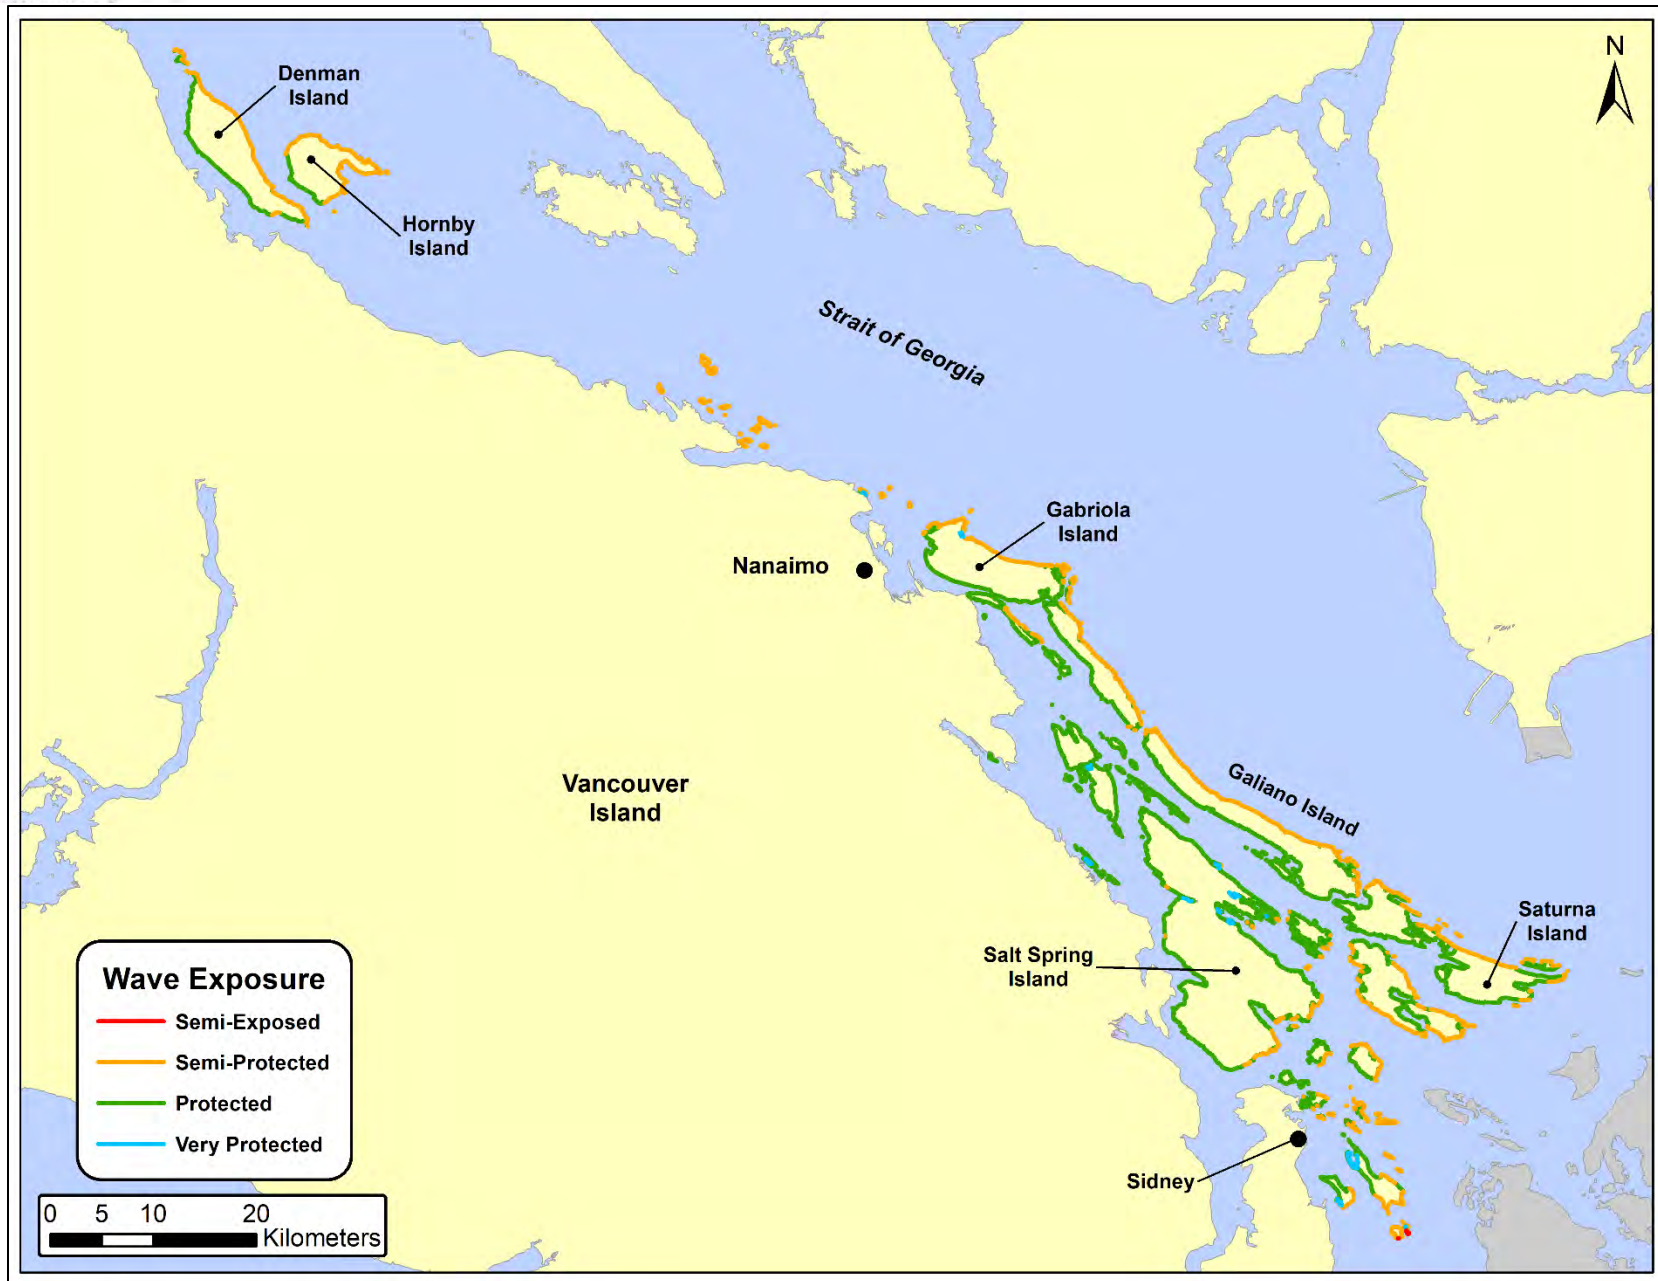 N
Denman
Island
Hornby
Island
Strait of Georgia
Gabriola
Island
Nanaimo
Vancouver
Island
Galiano Island
Saturna
Island
Salt Spring
Island
Sidney
Wave Exposure
Semi-Exposed
Semi-Protected
Protected
Very Protected
0 5 10 20
Kilometers